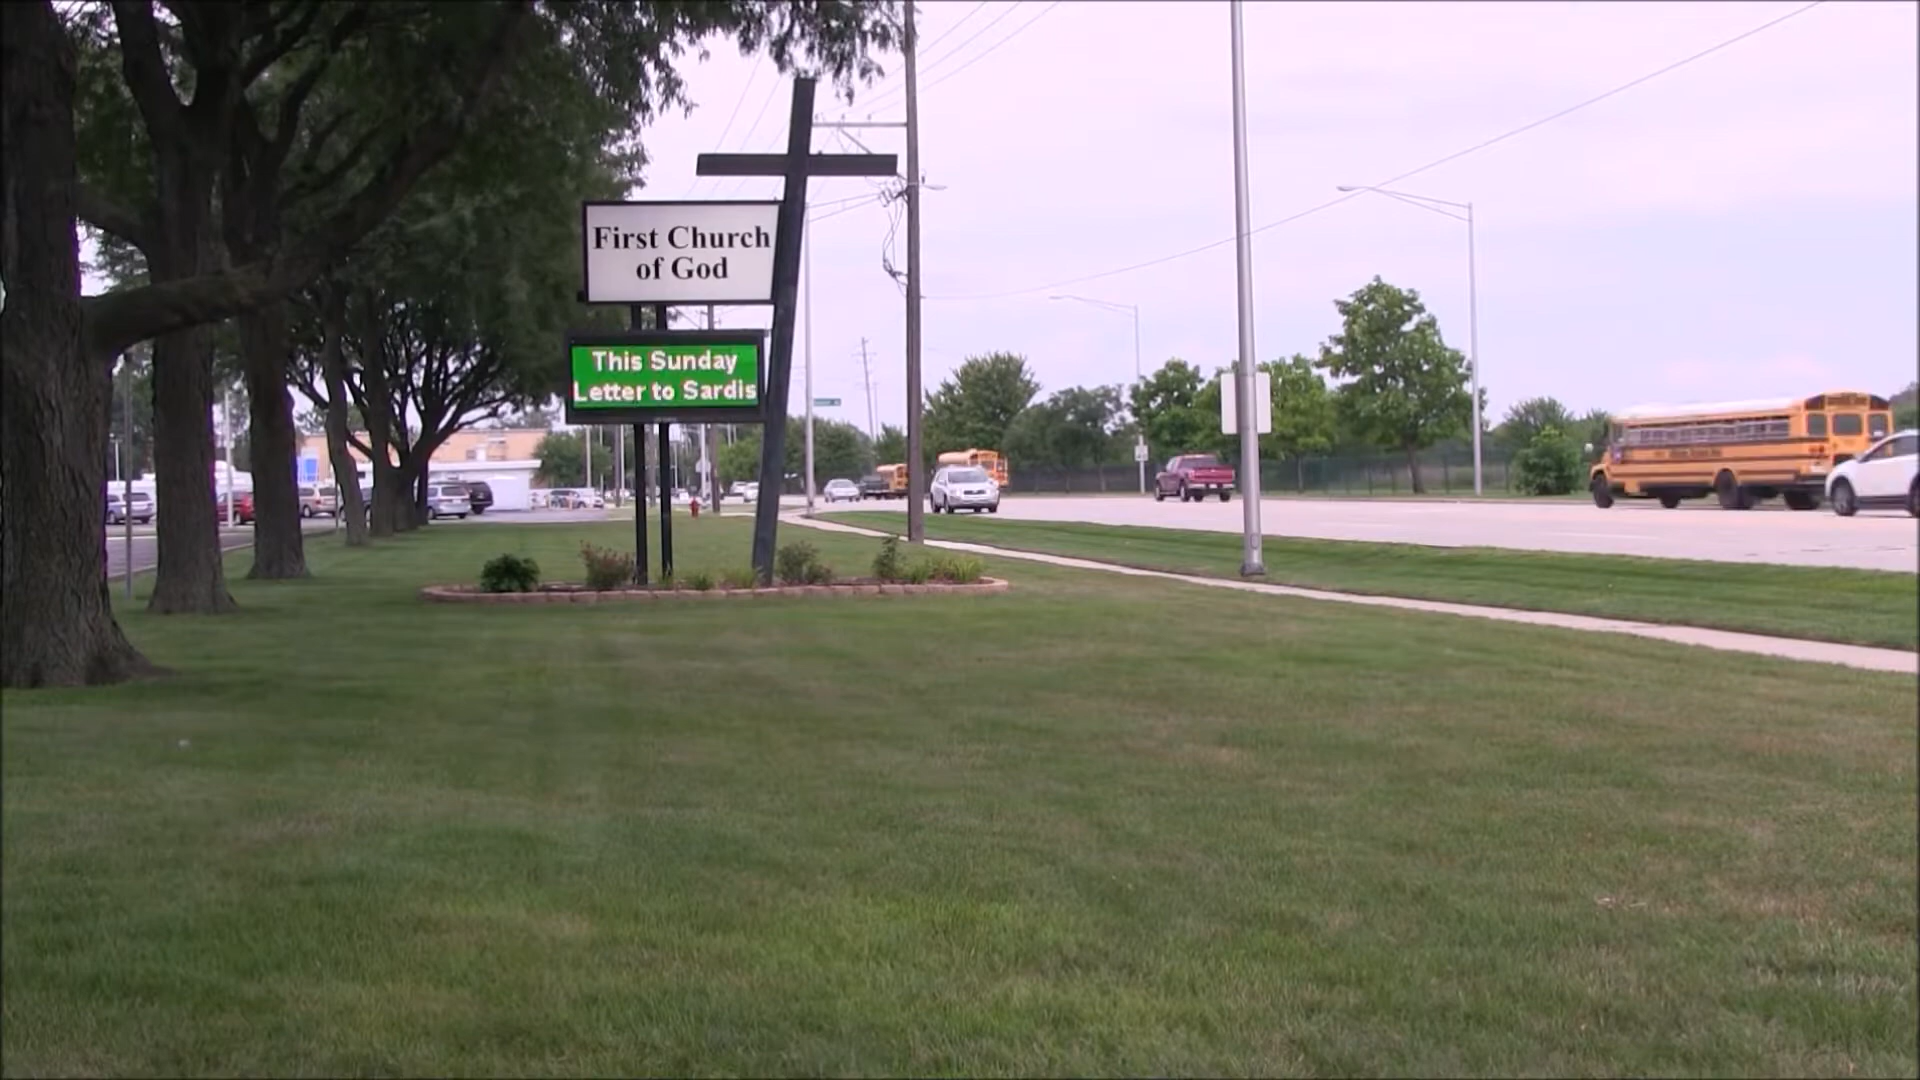 First Church
of God
This Sunday
Letter to Sardis